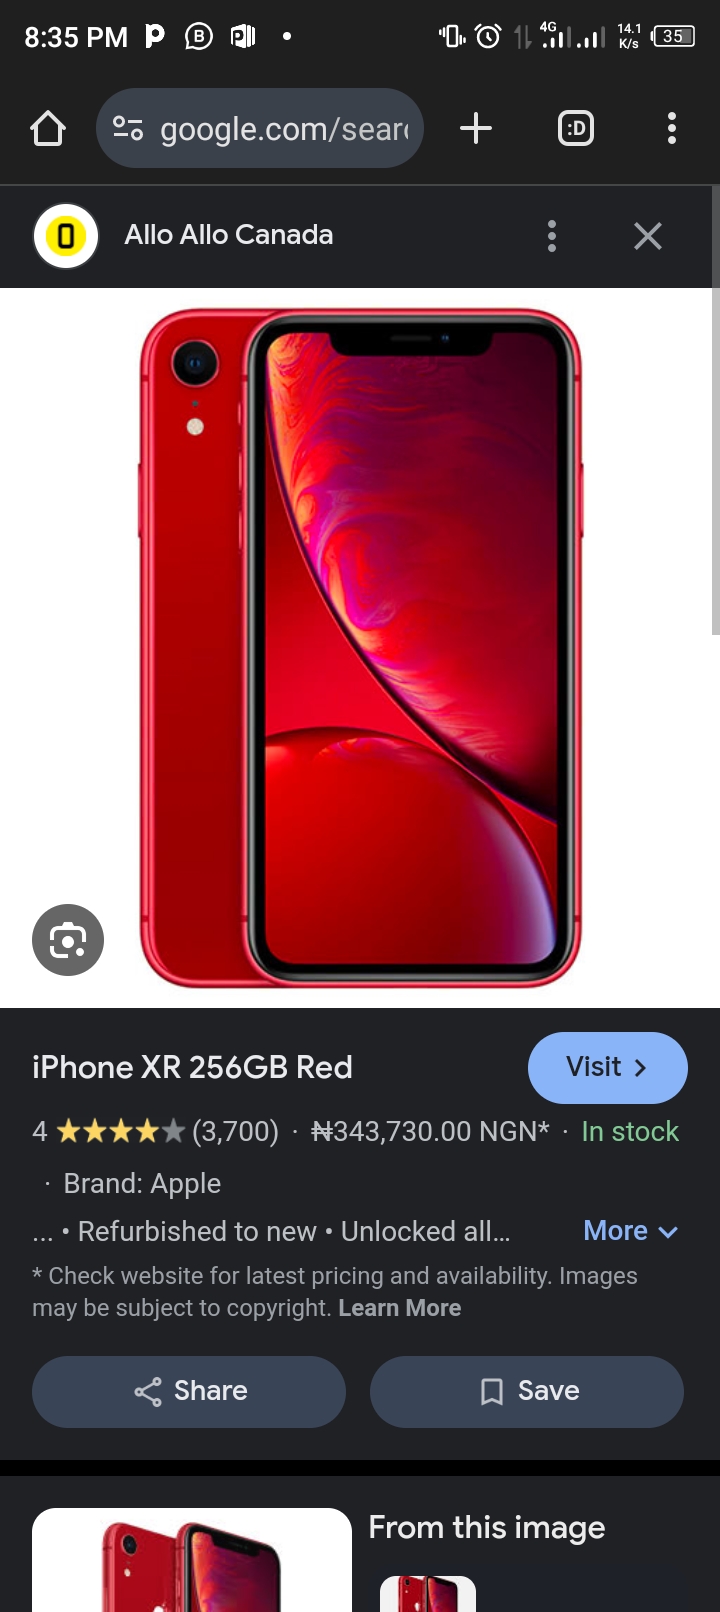 8:35 PM
4G
14.1
K/s
35
google.com/sear
:D
Allo Allo Canada
iPhone XR 256GB Red
Visit
4 ★★★★★ (3,700) · ₦343,730.00 NGN* · In stock
· Brand: Apple
... • Refurbished to new • Unlocked all...
More
* Check website for latest pricing and availability. Images
may be subject to copyright. Learn More
Share
Save
From this image